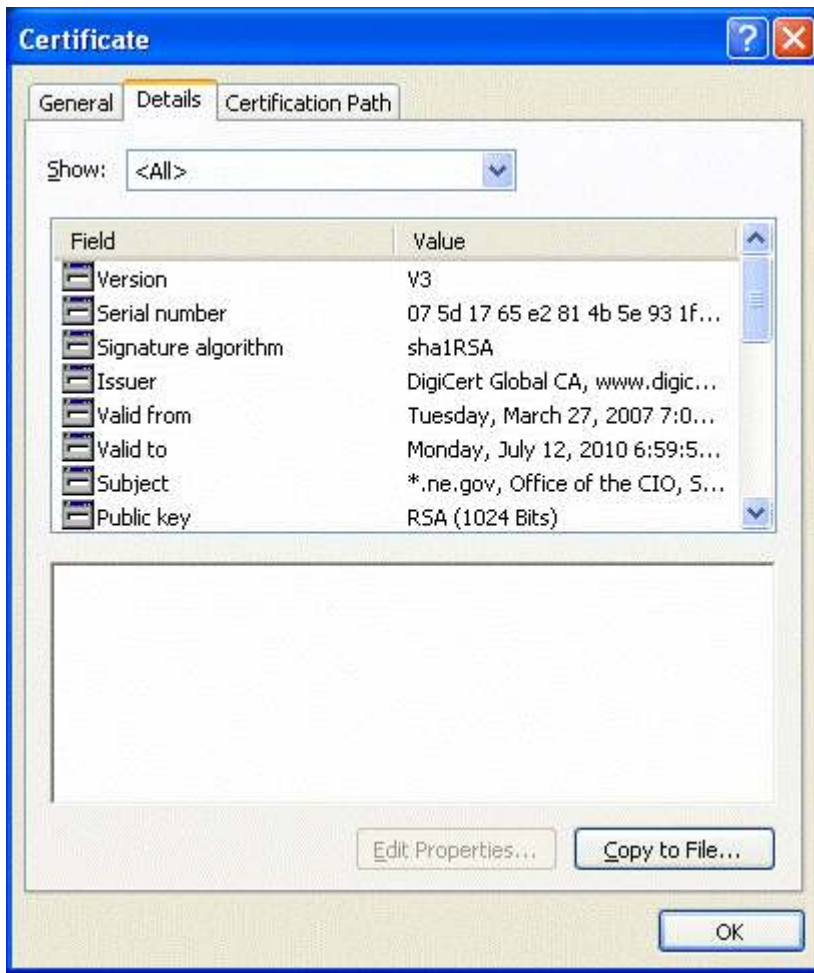 Certificate
General Details Certification Path
Show: <All>
Field Value
Version V3
Serial number 07 5d 17 65 e2 81 4b 5e 93 1f...
Signature algorithm sha1RSA
Issuer DigiCert Global CA, www.digic...
Valid from Tuesday, March 27, 2007 7:0...
Valid to Monday, July 12, 2010 6:59:5...
Subject *.ne.gov, Office of the CIO, S...
Public key RSA (1024 Bits)
Edit Properties... Copy to File...
OK